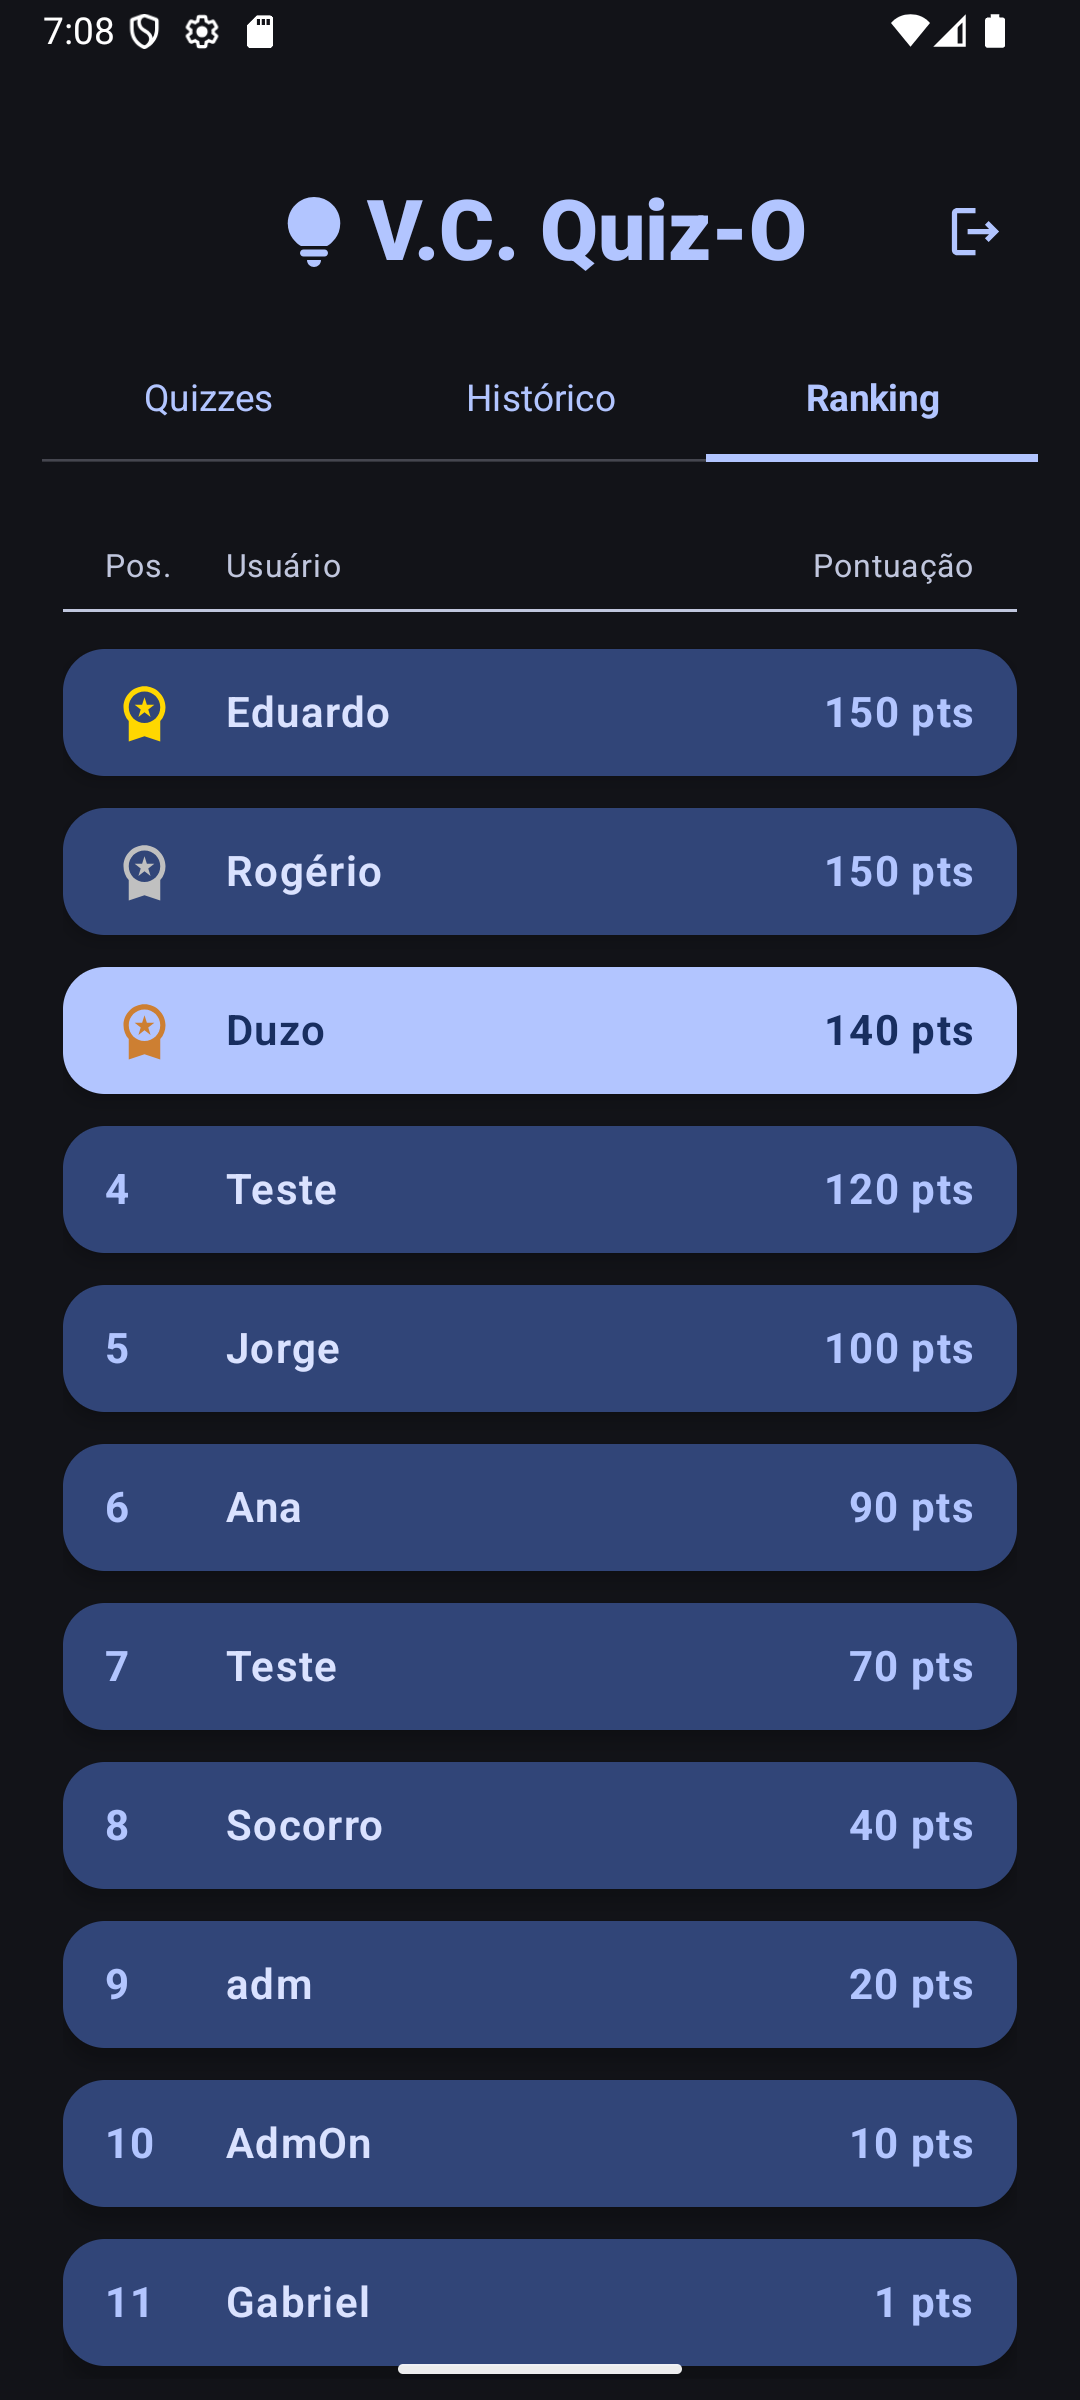 7:08
V.C. Quiz-O
Quizzes Histórico Ranking
Pos. Usuário Pontuação
Eduardo 150 pts
Rogério 150 pts
Duzo 140 pts
4 Teste 120 pts
5 Jorge 100 pts
6 Ana 90 pts
7 Teste 70 pts
8 Socorro 40 pts
9 adm 20 pts
10 AdmOn 10 pts
11 Gabriel 1 pts